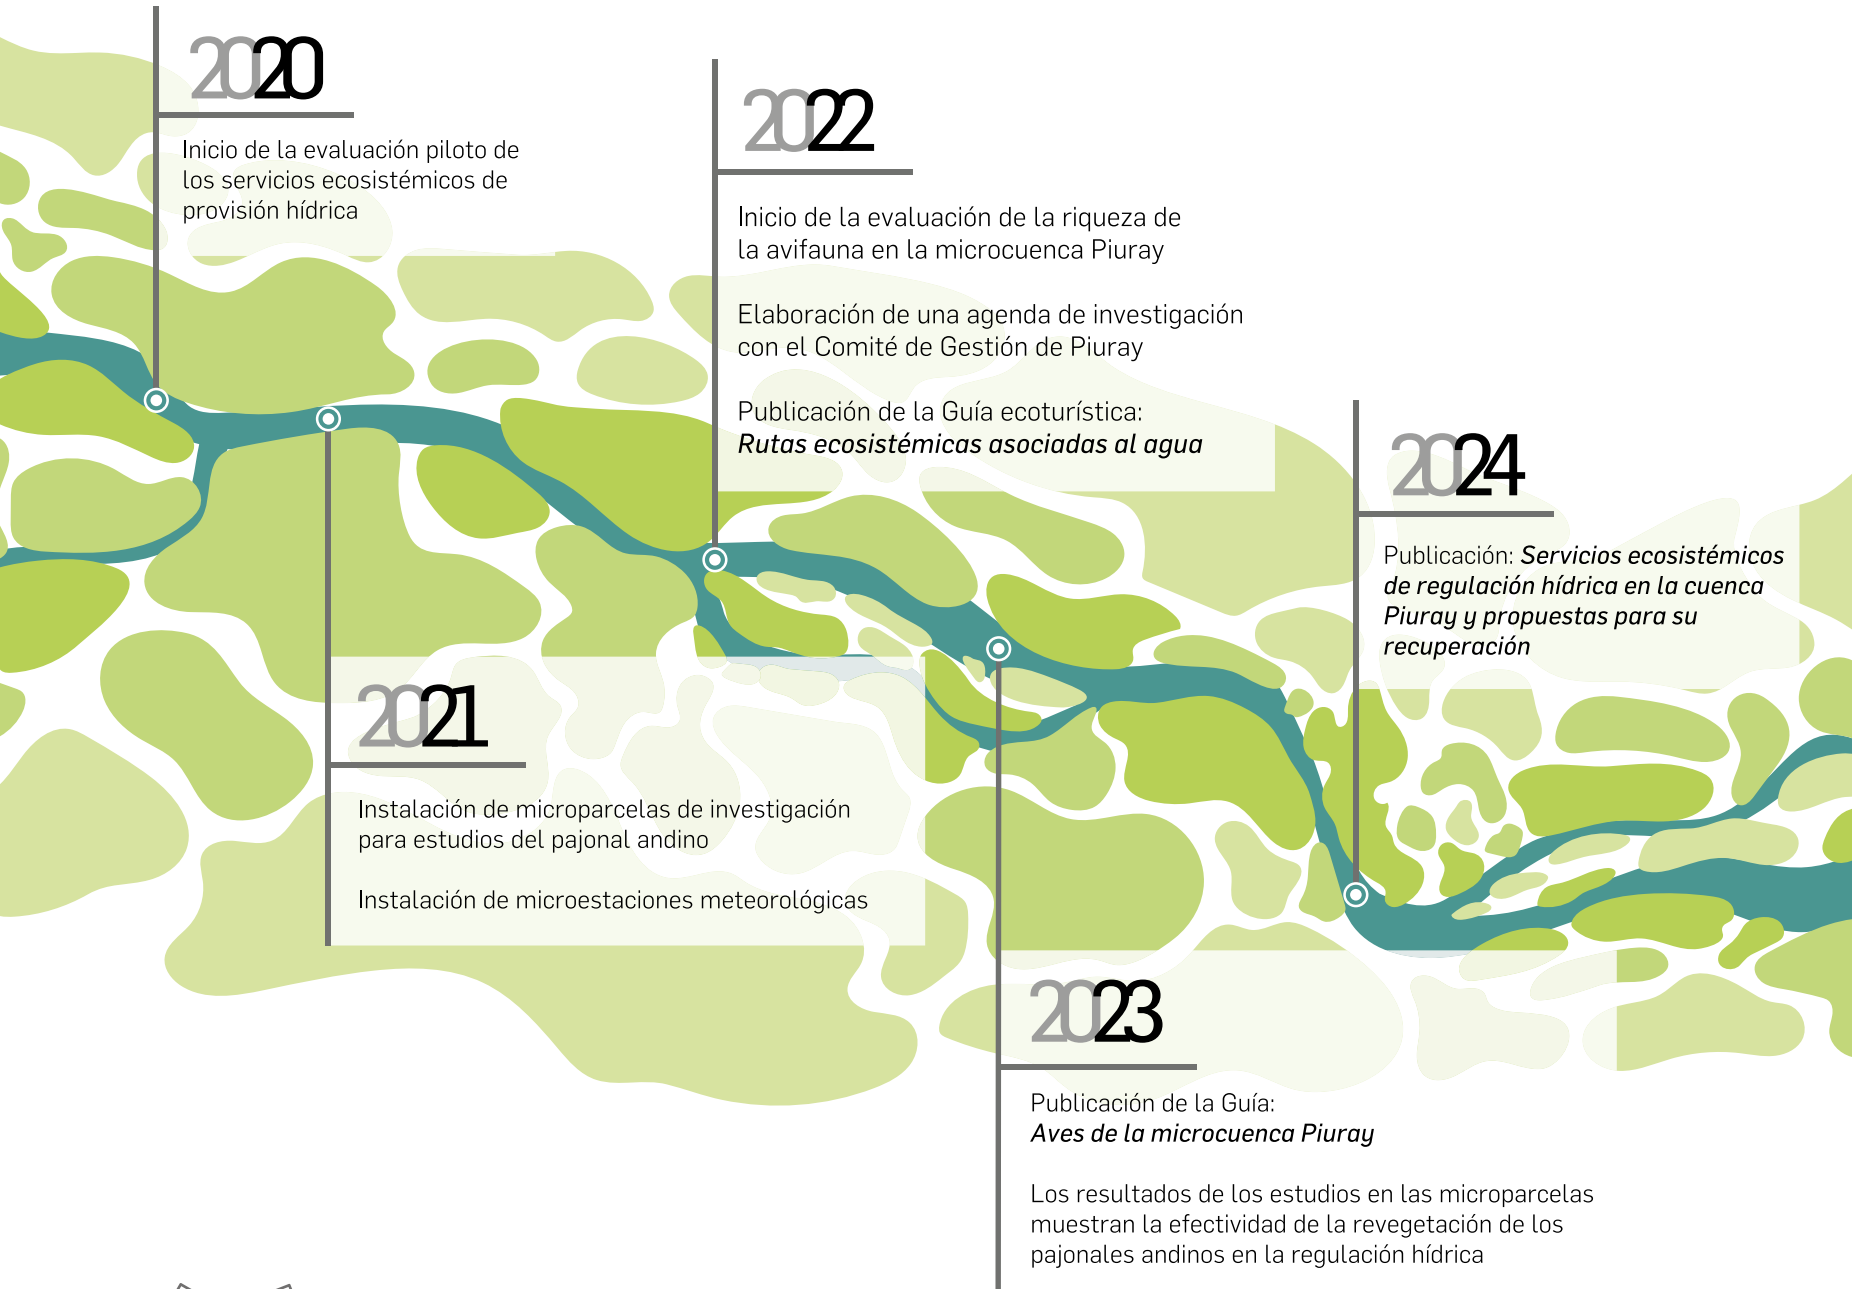 2020
Inicio de la evaluación piloto de
los servicios ecosistémicos de
provisión hídrica
2021
Instalación de microparcelas de investigación
para estudios del pajonal andino
Instalación de microestaciones meteorológicas
2022
Inicio de la evaluación de la riqueza de
la avifauna en la microcuenca Piuray
Elaboración de una agenda de investigación
con el Comité de Gestión de Piuray
Publicación de la Guía ecoturística:
Rutas ecosistémicas asociadas al agua
2023
Publicación de la Guía:
Aves de la microcuenca Piuray
Los resultados de los estudios en las microparcelas
muestran la efectividad de la revegetación de los
pajonales andinos en la regulación hídrica
2024
Publicación: Servicios ecosistémicos
de regulación hídrica en la cuenca
Piuray y propuestas para su
recuperación